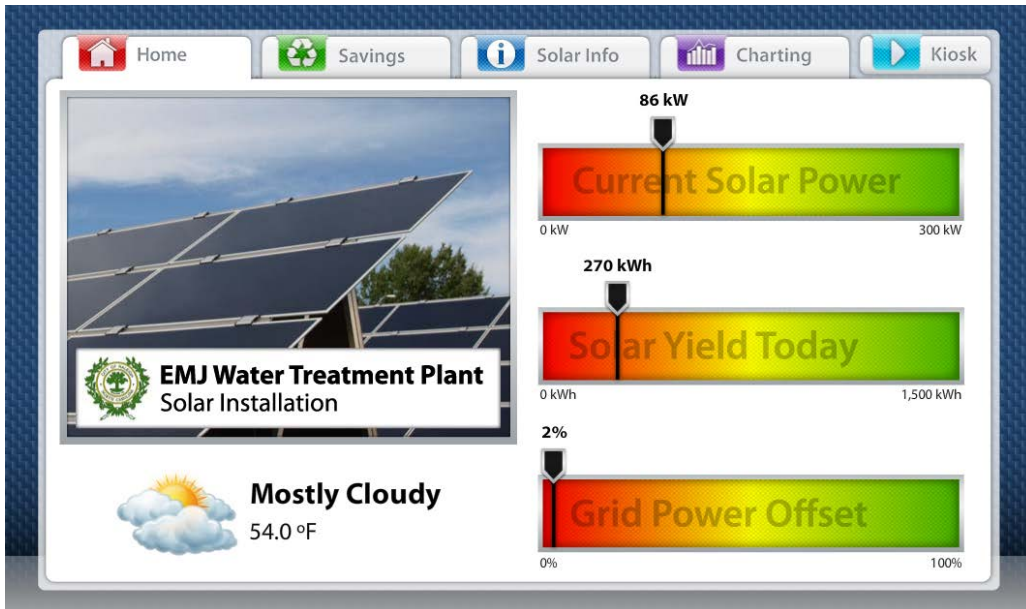 Home
Savings
Solar Info
Charting
Kiosk
EMJ Water Treatment Plant
Solar Installation
Mostly Cloudy
54.0 ºF
86 kW
Current Solar Power
0 kW
300 kW
270 kWh
Solar Yield Today
0 kWh
1,500 kWh
2%
Grid Power Offset
0%
100%